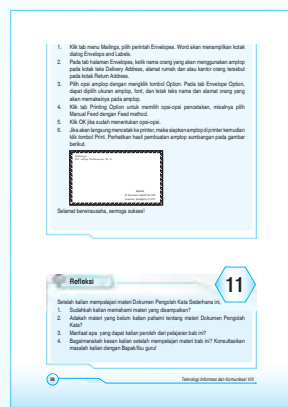 1. Klik tab menu Mailings, pilih perintah Envelopes. Word akan menampilkan kotak
dialog Envelops and Labels.
2. Pada tab halaman Envelopes, ketik nama orang yang akan menggunakan amplop
pada kotak teks Delivery Address, alamat rumah dan atau kantor orang tersebut
pada kotak Return Address.
3. Pilih opsi amplop dengan mengklik tombol Option. Pada tab Envelope Option,
dapat dipilih ukuran amplop, font, dan letak teka nama dan alamat orang yang
akan memakainya pada amplop.
4. Klik tab Printing Option untuk memilih opsi-opsi pencetakan, misalnya pilih
Manual Feed dengan Feed method.
5. Klik OK jika sudah menentukan opsi-opsi.
6. Jika akan langsung mencetak ke printer, maka siapkan amplop di printer kemudian
klik tombol Print. Perhatikan hasil pembuatan amplop sumbangan pada gambar
berikut.
Selamat berwirausaha, semoga sukses!
Refleksi
11
Setelah kalian mempelajari materi Dokumen Pengolah Kata Sederhana ini,
1. Sudahkah kalian memahami materi yang disampaikan?
2. Adakah materi yang belum kalian pahami tentang materi Dokumen Pengolah
Kata?
3. Manfaat apa yang dapat kalian peroleh dari pelajaran bab ini?
4. Bagaimanakah kesan kalian setelah mempelajari materi bab ini? Konsultasikan
masalah kalian dengan Bapak/Ibu guru!
98
Teknologi Informasi dan Komunikasi VIII